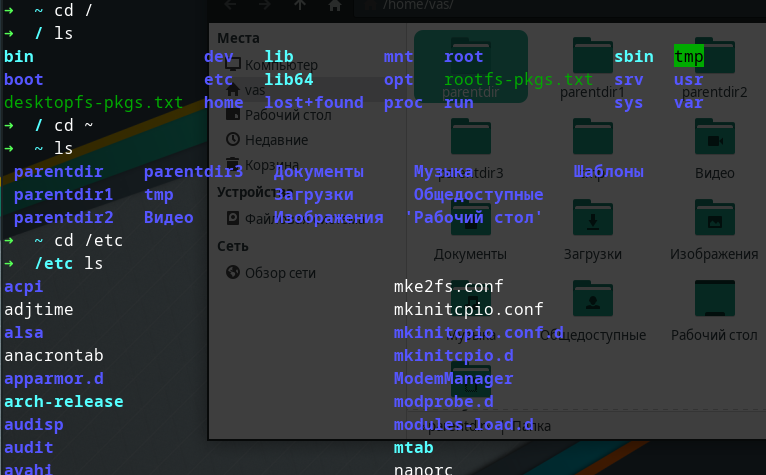 ➜ ~ cd /
➜ / ls
bin dev lib mnt root sbin tmp
boot etc lib64 opt rootfs-pkgs.txt srv usr
desktopfs-pkgs.txt home lost+found proc run sys var
➜ / cd ~
➜ ~ ls
parentdir parentdir3 Документы Музыка Шаблоны
parentdir1 tmp Загрузки Общедоступные
parentdir2 Видео Изображения 'Рабочий стол'
➜ ~ cd /etc
➜ /etc ls
acpi mke2fs.conf
adjtime mkinitcpio.conf
alsa mkinitcpio.conf.d
anacrontab mkinitcpio.d
apparmor.d ModemManager
arch-release modprobe.d
audisp modules-load.d
audit mtab
avahi nanorc
/home/vas/
Места
Компьютер
vas
Рабочий стол
Недавние
Корзина
Устройства
Сеть
Обзор сети
parentdir parentdir1 parentdir2
parentdir3 Видео
Документы Загрузки Изображения
Музыка Общедоступные Рабочий стол